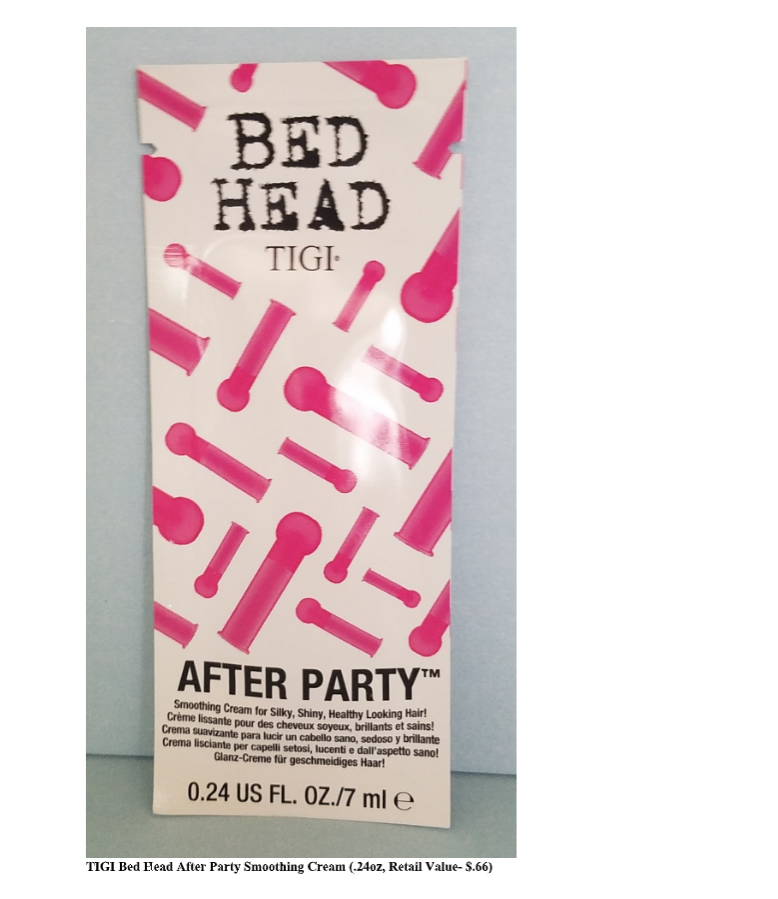 BED
HEAD
TIGI®
AFTER PARTY™
Smoothing Cream for Silky, Shiny, Healthy Looking Hair!
Crème lissante pour des cheveux soyeux, brillants et sains!
Crema suavizante para lucir un cabello sano, sedoso y brillante
Crema lisciante per capelli setosi, lucenti e dall'aspetto sano!
Glanz-Creme für geschmeidiges Haar!
0.24 US FL. OZ./7 ml ℮
TIGI Bed Head After Party Smoothing Cream (.24oz, Retail Value- $.66)